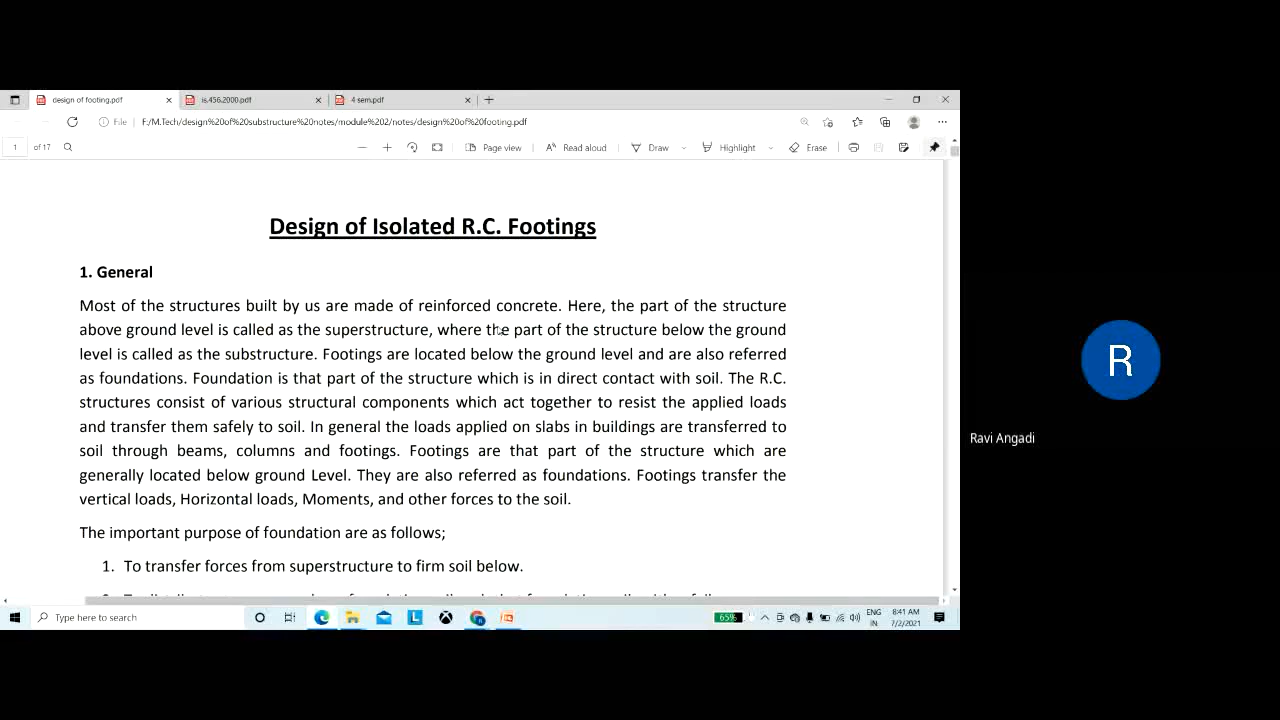 design of footing.pdf
is.456.2000.pdf
4 sem.pdf
File
F:/M.Tech/design%20of%20substructure%20notes/module%202/notes/design%20of%20footing.pdf
1 of 17
Page view
Read aloud
Draw
Highlight
Erase
Design of Isolated R.C. Footings
1. General
Most of the structures built by us are made of reinforced concrete. Here, the part of the structure
above ground level is called as the superstructure, where the part of the structure below the ground
level is called as the substructure. Footings are located below the ground level and are also referred
as foundations. Foundation is that part of the structure which is in direct contact with soil. The R.C.
structures consist of various structural components which act together to resist the applied loads
and transfer them safely to soil. In general the loads applied on slabs in buildings are transferred to
soil through beams, columns and footings. Footings are that part of the structure which are
generally located below ground Level. They are also referred as foundations. Footings transfer the
vertical loads, Horizontal loads, Moments, and other forces to the soil.
The important purpose of foundation are as follows;
1. To transfer forces from superstructure to firm soil below.
R
Ravi Angadi
Type here to search
65%
ENG
IN
8:41 AM
7/2/2021